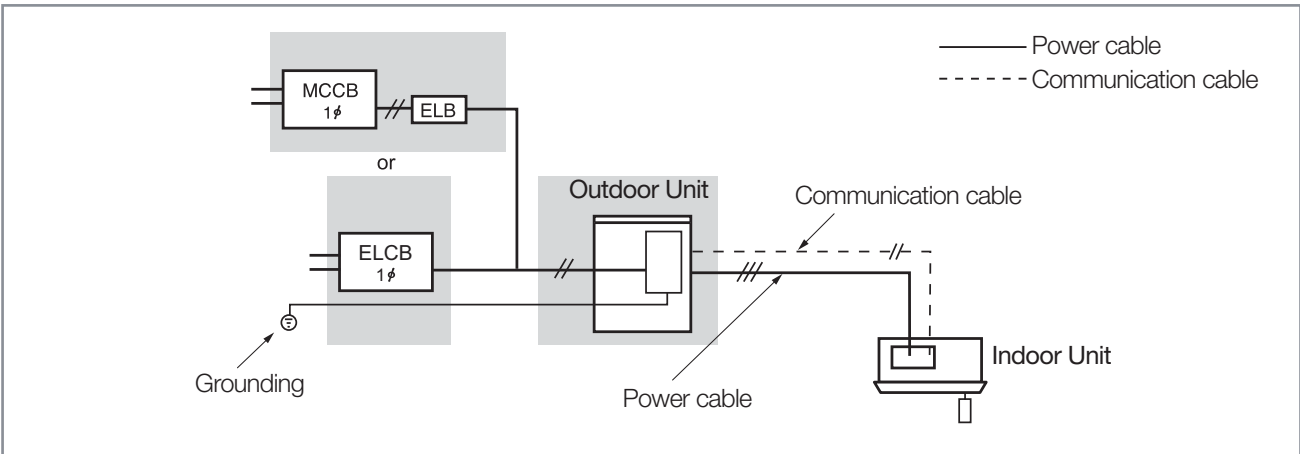 Power cable
Communication cable
MCCB
1ϕ
ELB
or
Outdoor Unit
Communication cable
ELCB
1ϕ
Indoor Unit
Grounding
Power cable